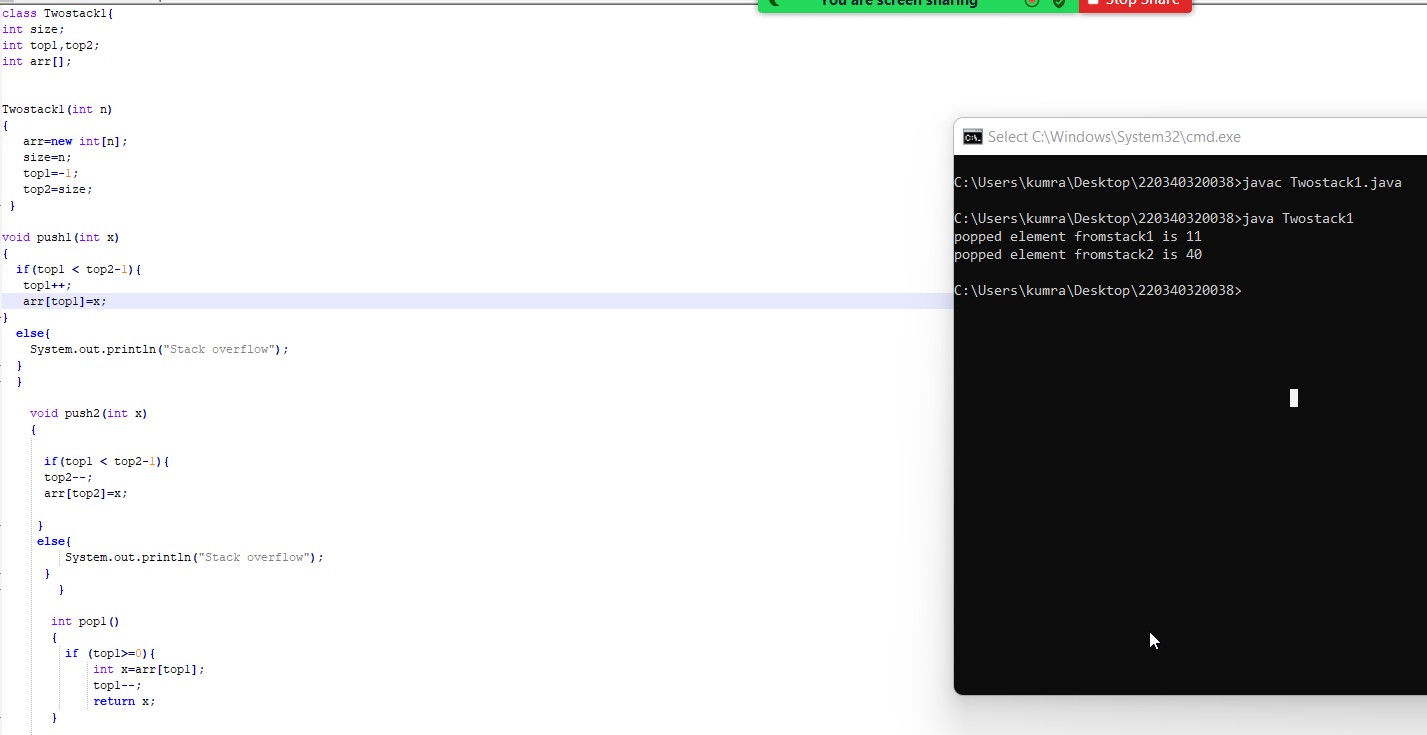 You are screen sharing
Stop Share
class Twostack1{
int size;
int top1,top2;
int arr[];
Twostack1(int n)
{
arr=new int[n];
size=n;
top1=-1;
top2=size;
}
void push1(int x)
{
if(top1 < top2-1){
top1++;
arr[top1]=x;
}
else{
System.out.println("Stack overflow");
}
}
void push2(int x)
{
if(top1 < top2-1){
top2--;
arr[top2]=x;
}
else{
System.out.println("Stack overflow");
}
}
int pop1()
{
if (top1>=0){
int x=arr[top1];
top1--;
return x;
}
Select C:\Windows\System32\cmd.exe
C:\Users\kumra\Desktop\220340320038>javac Twostack1.java
C:\Users\kumra\Desktop\220340320038>java Twostack1
popped element fromstack1 is 11
popped element fromstack2 is 40
C:\Users\kumra\Desktop\220340320038>